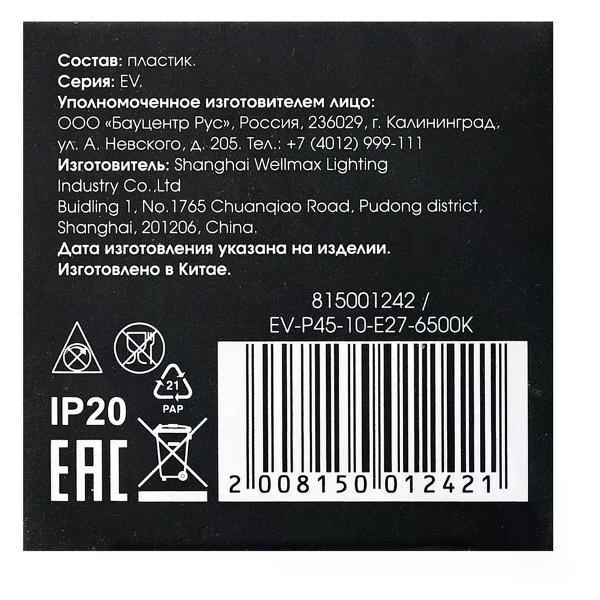 Состав: пластик.
Серия: EV.
Уполномоченное изготовителем лицо:
ООО «Бауцентр Рус», Россия, 236029, г. Калининград,
ул. А. Невского, д. 205. Тел.: +7 (4012) 999-111
Изготовитель: Shanghai Wellmax Lighting
Industry Co.,Ltd
Buidling 1, No.1765 Chuanqiao Road, Pudong district,
Shanghai, 201206, China.
Дата изготовления указана на изделии.
Изготовлено в Китае.
815001242 /
EV-P45-10-E27-6500K
21
PAP
IP20
EAC
2 008150 012421